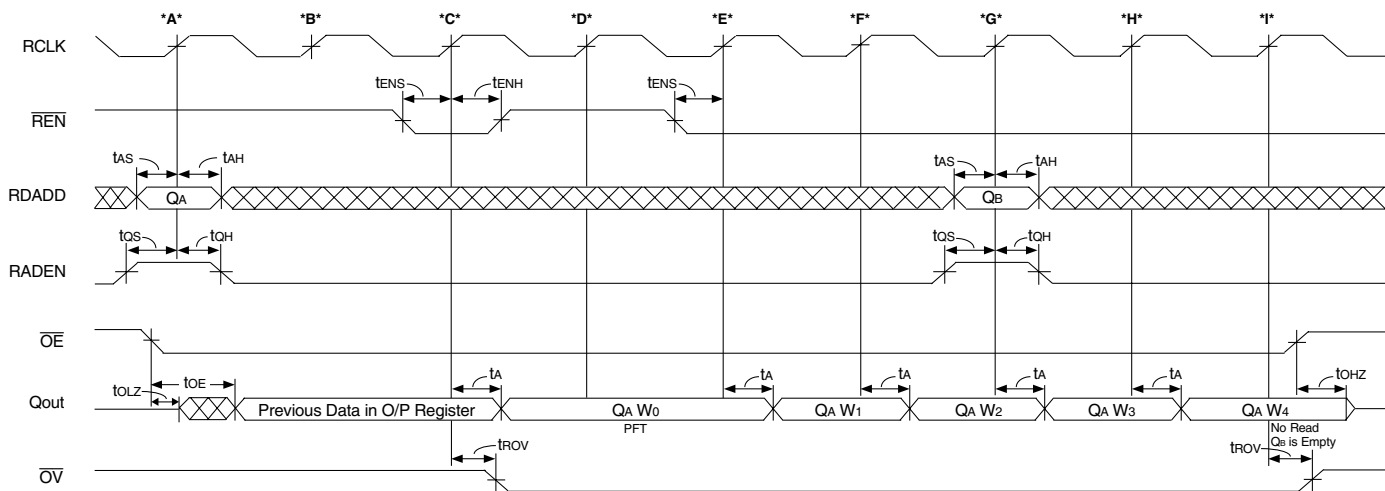 *A* *B* *C* *D* *E* *F* *G* *H* *I*
RCLK
tENS tENH tENS
REN
tAS tAH tAS tAH
RDADD QA QB
tQS tQH tQS tQH
RADEN
OE
tOLZ tOE tA tA tA tA tA tOHZ
Qout Previous Data in O/P Register QA W0 QA W1 QA W2 QA W3 QA W4
PFT No Read
QB is Empty
tROV tROV
OV